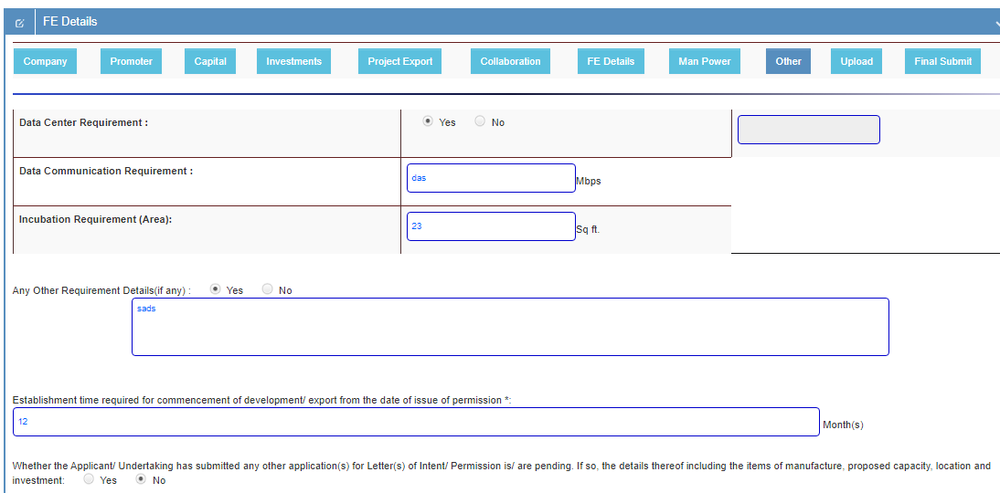 FE Details
Company Promoter Capital Investments Project Export Collaboration FE Details Man Power Other Upload Final Submit
Data Center Requirement : Yes No
Data Communication Requirement : das Mbps
Incubation Requirement (Area): 23 Sq ft.
Any Other Requirement Details(if any) : Yes No
sads
Establishment time required for commencement of development/ export from the date of issue of permission *:
12 Month(s)
Whether the Applicant/ Undertaking has submitted any other application(s) for Letter(s) of Intent/ Permission is/ are pending. If so, the details thereof including the items of manufacture, proposed capacity, location and
investment: Yes No